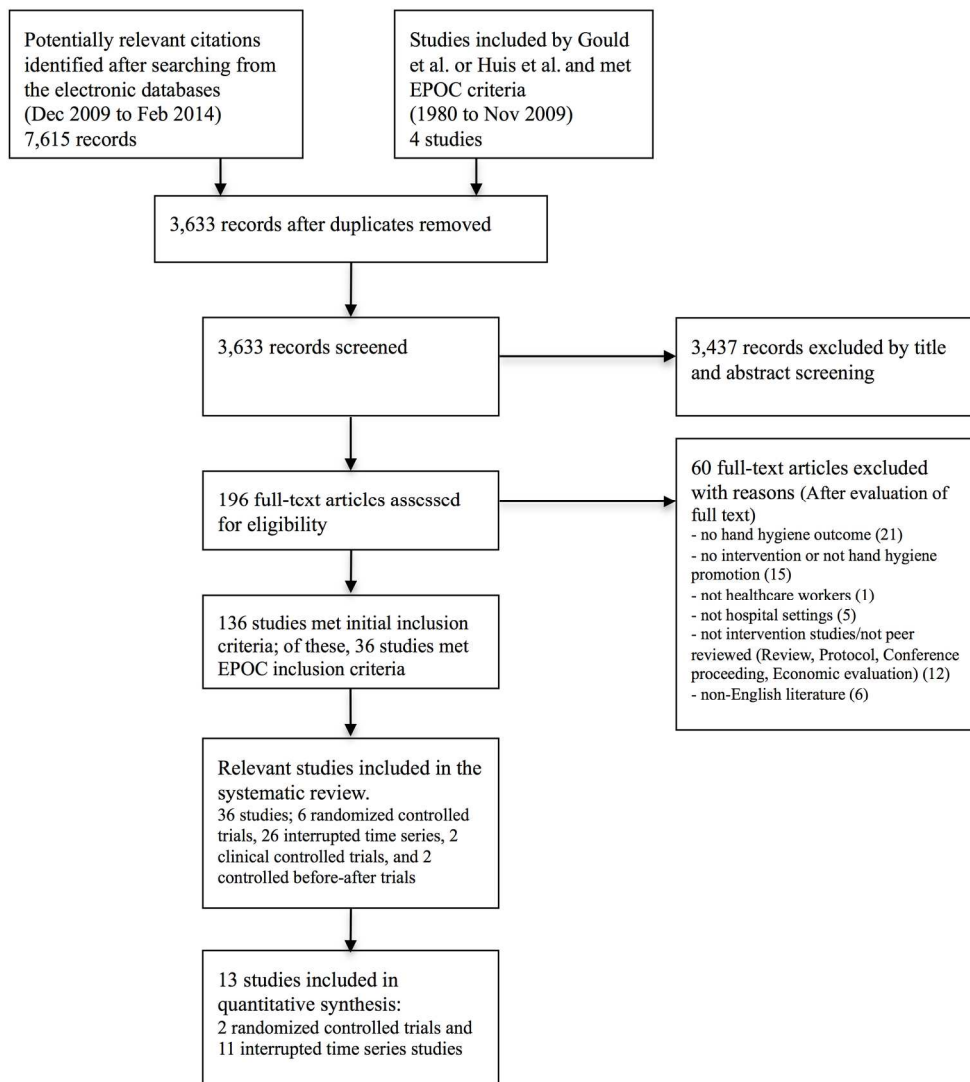 Potentially relevant citations
identified after searching from
the electronic databases
(Dec 2009 to Feb 2014)
7,615 records
Studies included by Gould
et al. or Huis et al. and met
EPOC criteria
(1980 to Nov 2009)
4 studies
3,633 records after duplicates removed
3,633 records screened
3,437 records excluded by title
and abstract screening
196 full-text articles assessed
for eligibility
60 full-text articles excluded
with reasons (After evaluation of
full text)
- no hand hygiene outcome (21)
- no intervention or not hand hygiene
promotion (15)
- not healthcare workers (1)
- not hospital settings (5)
- not intervention studies/not peer
reviewed (Review, Protocol, Conference
proceeding, Economic evaluation) (12)
- non-English literature (6)
136 studies met initial inclusion
criteria; of these, 36 studies met
EPOC inclusion criteria
Relevant studies included in the
systematic review.
36 studies; 6 randomized controlled
trials, 26 interrupted time series, 2
clinical controlled trials, and 2
controlled before-after trials
13 studies included in
quantitative synthesis:
2 randomized controlled trials and
11 interrupted time series studies